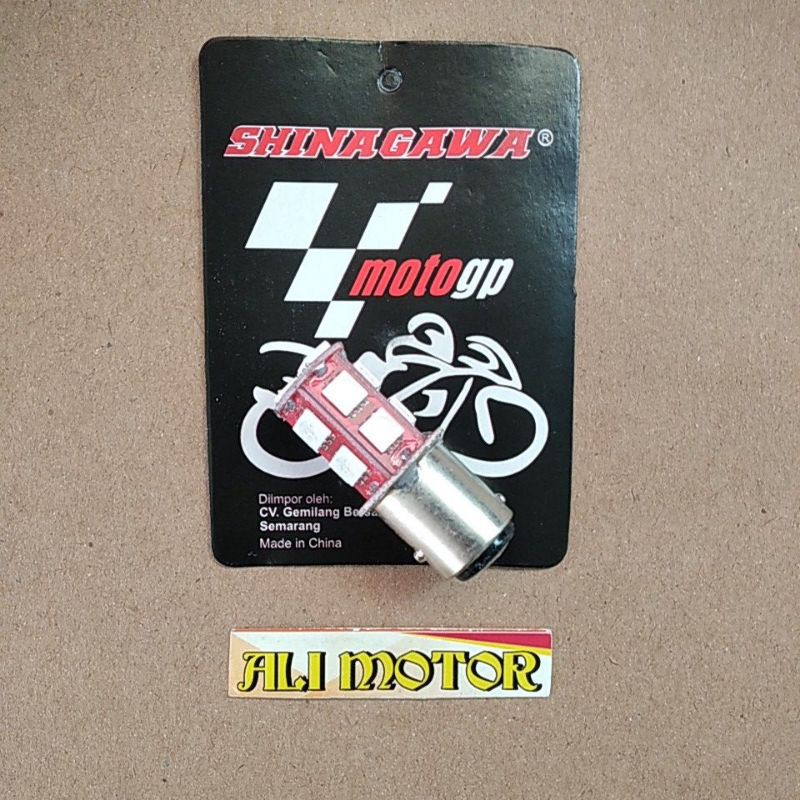 SHINAGAWA®
motogp
Diimpor oleh:
CV. Gemilang
Semarang
Made in China
ALI MOTOR